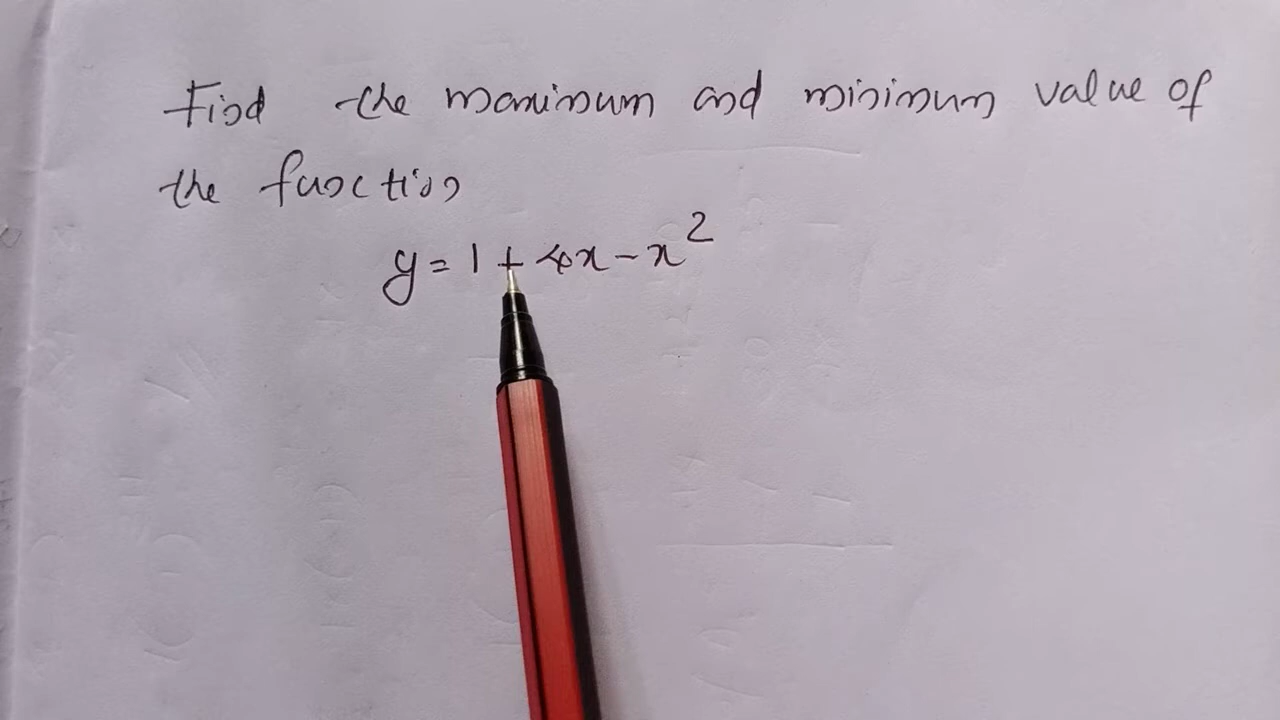 Find the maximum and minimum value of
the function
y = 1 + 4x - x²